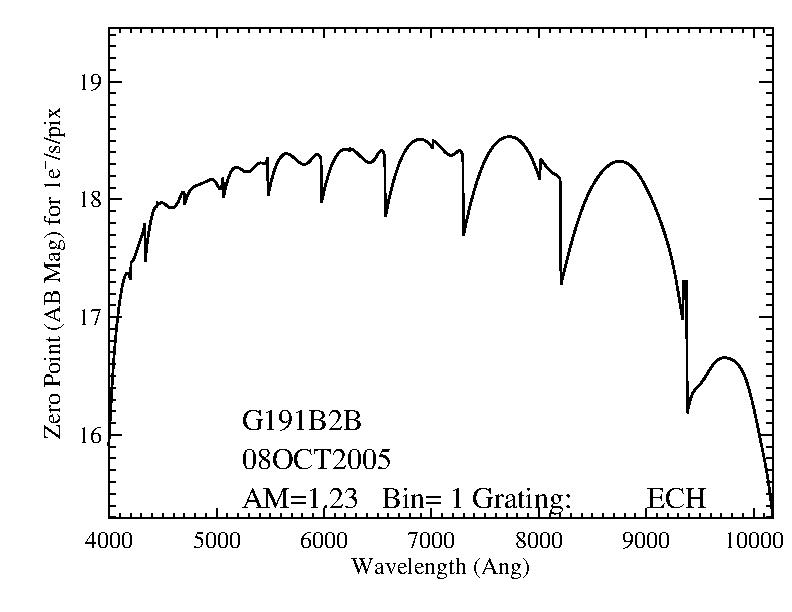 Zero Point (AB Mag) for 1e⁻/s/pix
19
18
17
16
G191B2B
08OCT2005
AM=1.23 Bin= 1 Grating: ECH
4000 5000 6000 7000 8000 9000 10000
Wavelength (Ang)